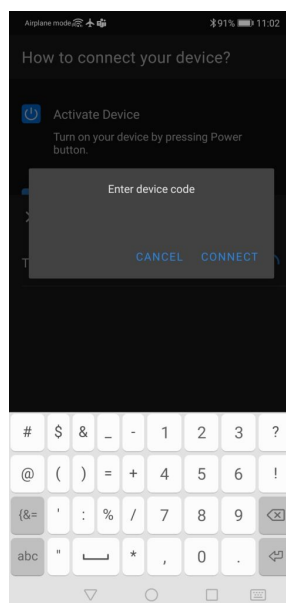 Airplane mode 91% 11:02
How to connect your device?
Activate Device
Turn on your device by pressing Power
button.
Enter device code
T
CANCEL CONNECT
# $ & _ - 1 2 3 ?
@ ( ) = + 4 5 6 !
{&= ' : % / 7 8 9
abc " * , 0 .